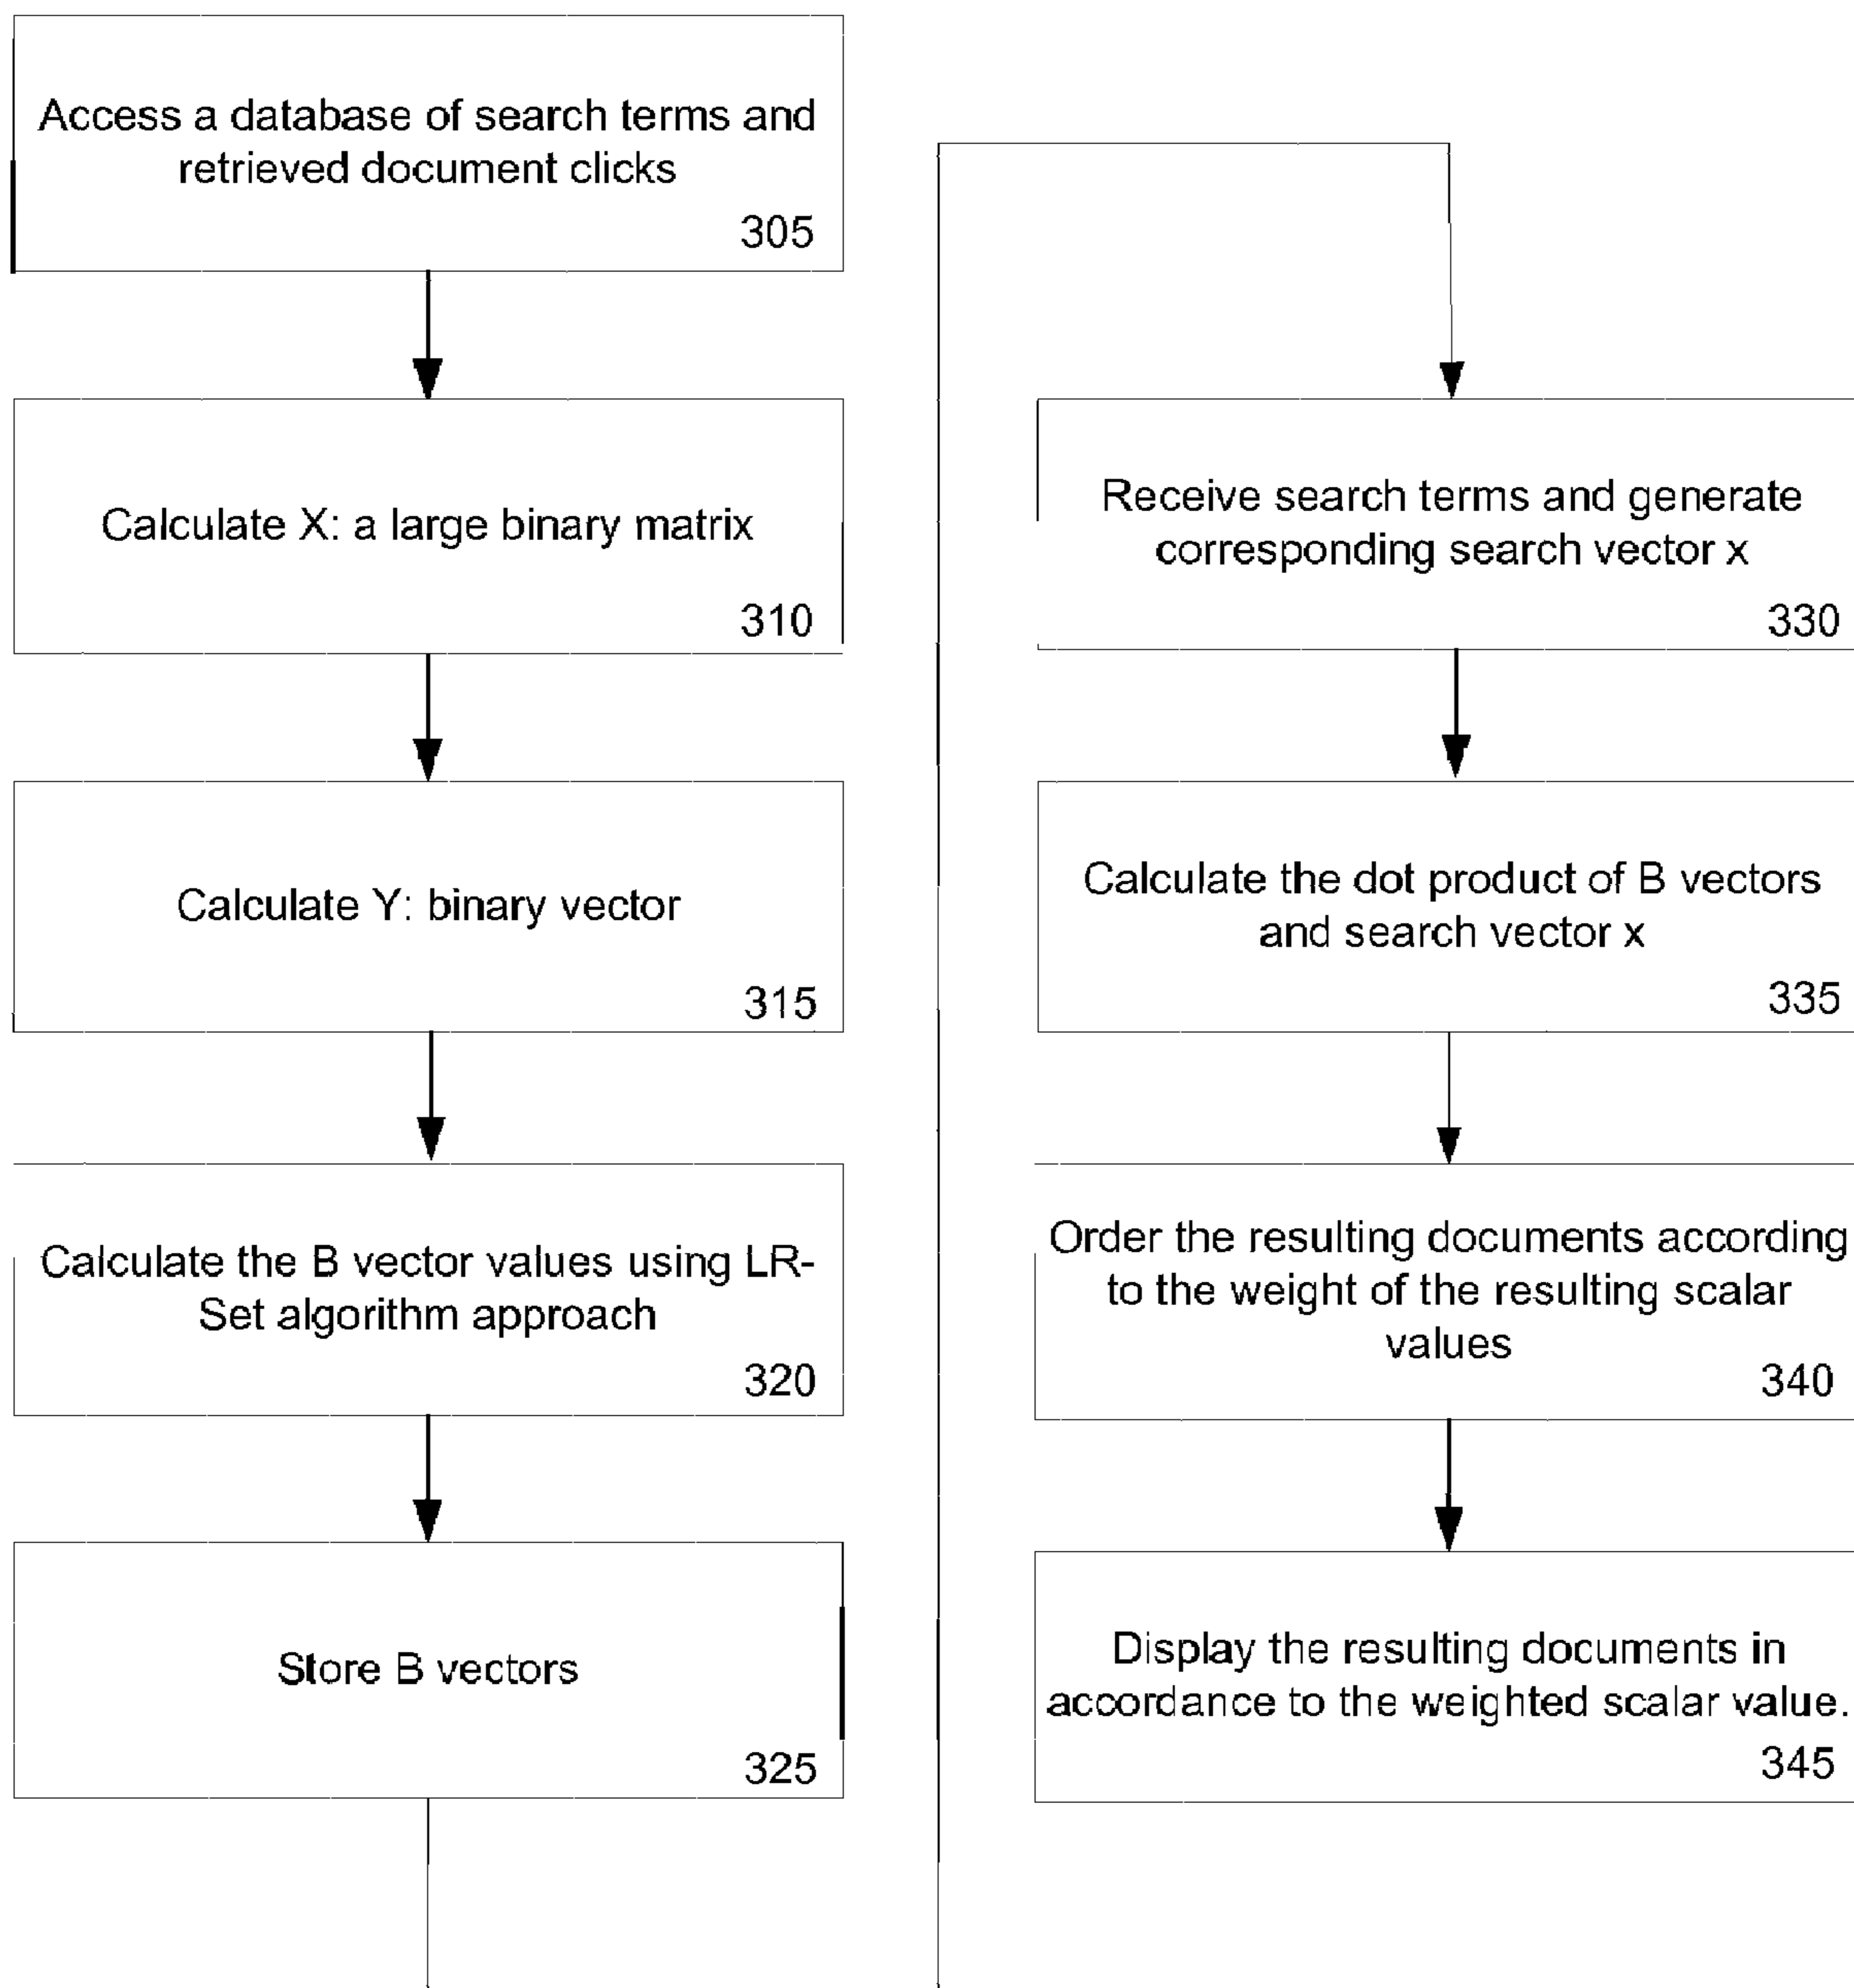 Access a database of search terms and
retrieved document clicks
305
Calculate X: a large binary matrix
310
Calculate Y: binary vector
315
Calculate the B vector values using LR-
Set algorithm approach
320
Store B vectors
325
Receive search terms and generate
corresponding search vector x
330
Calculate the dot product of B vectors
and search vector x
335
Order the resulting documents according
to the weight of the resulting scalar
values
340
Display the resulting documents in
accordance to the weighted scalar value.
345